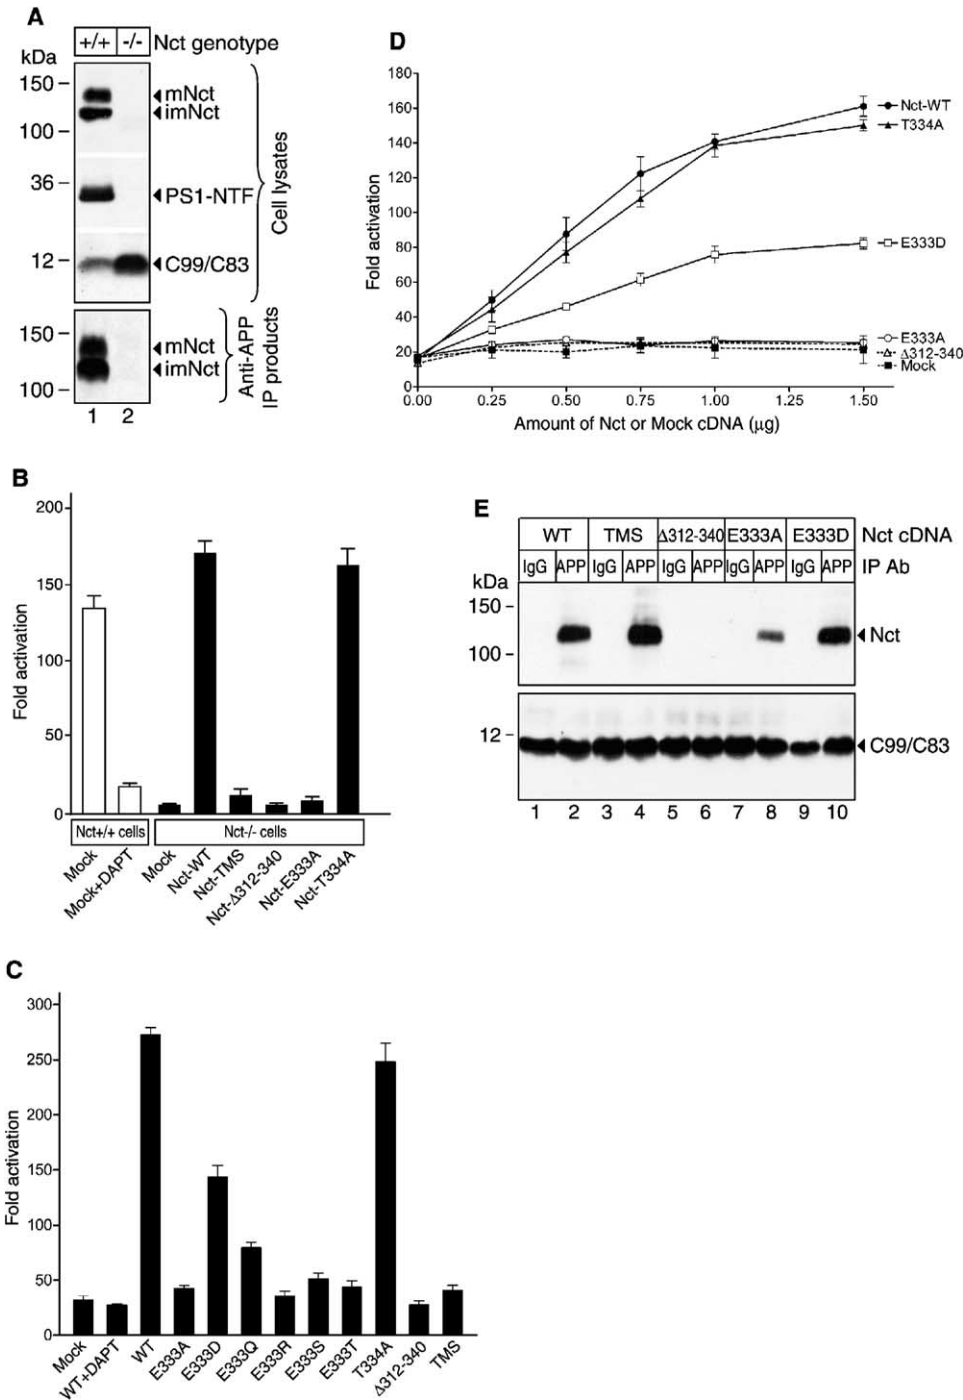 A
+/+ -/- Nct genotype
kDa
150
mNct
imNct
100
36
PS1-NTF
12
C99/C83
Cell lysates
150
mNct
imNct
100
Anti-APP
IP products
1 2
D
180
160
140
120
100
80
60
40
20
0
Fold activation
Nct-WT
T334A
E333D
E333A
Δ312-340
Mock
0.00 0.25 0.50 0.75 1.00 1.25 1.50
Amount of Nct or Mock cDNA (μg)
B
200
150
100
50
0
Fold activation
Nct+/+ cells Nct-/- cells
Mock
Mock+DAPT
Mock
Nct-WT
Nct-TMS
Nct-Δ312-340
Nct-E333A
Nct-T334A
E
WT TMS Δ312-340 E333A E333D Nct cDNA
IgG APP IgG APP IgG APP IgG APP IgG APP IP Ab
kDa
150
Nct
100
12
C99/C83
1 2 3 4 5 6 7 8 9 10
C
300
250
200
150
100
50
0
Fold activation
Mock
WT+DAPT
WT
E333A
E333D
E333Q
E333R
E333S
E333T
T334A
Δ312-340
TMS